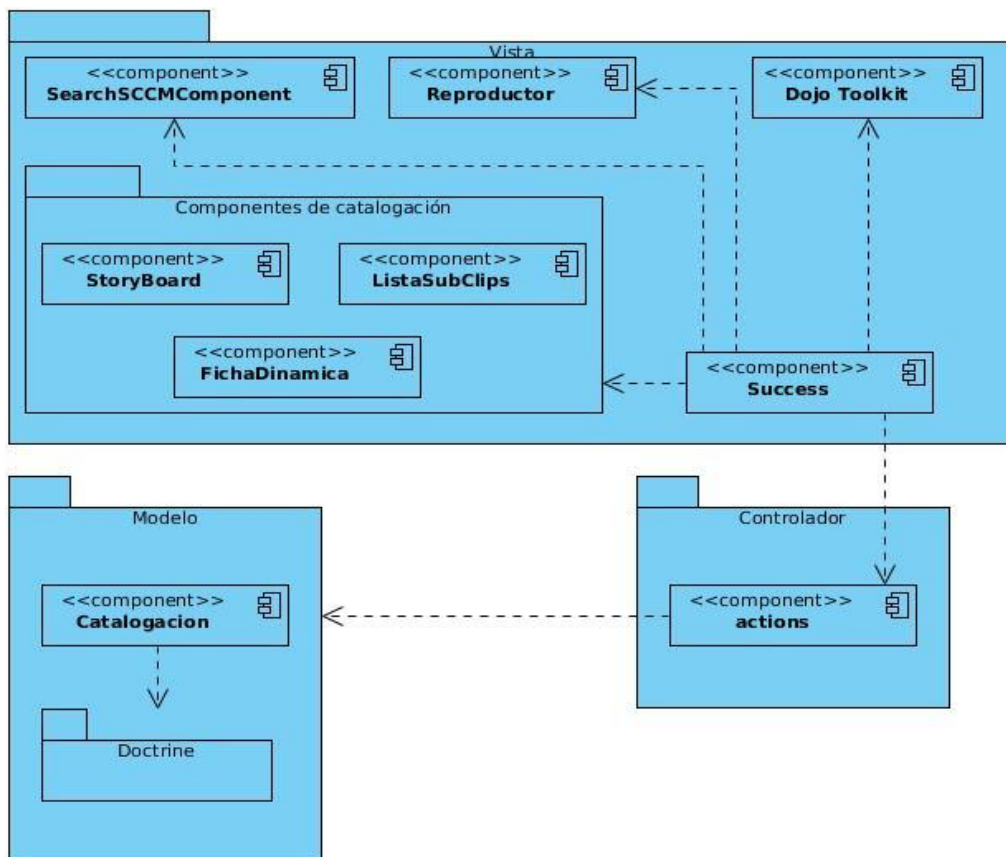 Vista
<<component>>
SearchSCCMComponent
<<component>>
Reproductor
<<component>>
Dojo Toolkit
Componentes de catalogación
<<component>>
StoryBoard
<<component>>
ListaSubClips
<<component>>
FichaDinamica
<<component>>
Success
Modelo
<<component>>
Catalogacion
Doctrine
Controlador
<<component>>
actions